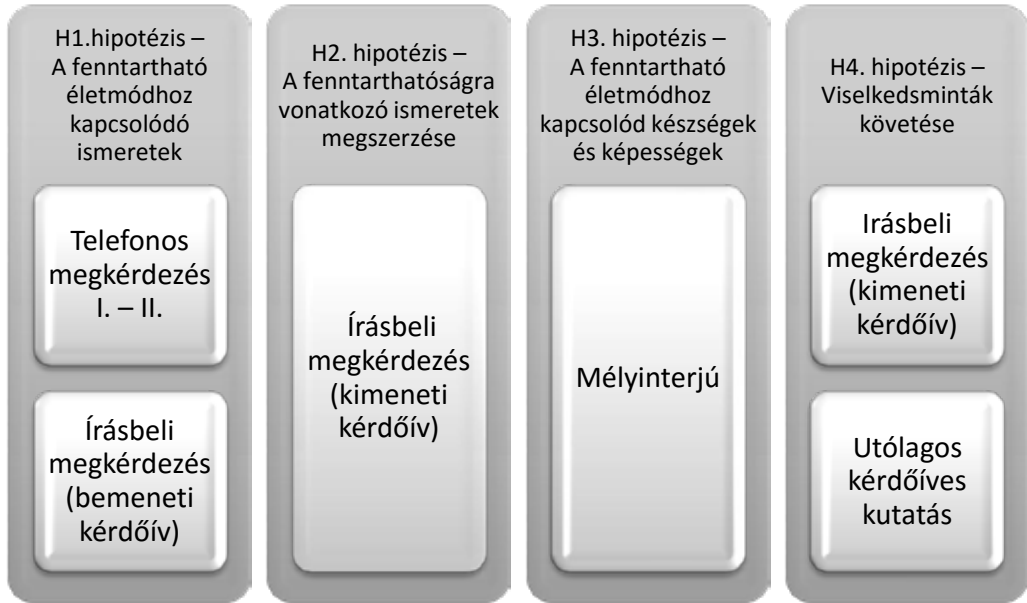 H1.hipotézis –
A fenntartható
életmódhoz
kapcsolódó
ismeretek
Telefonos
megkérdezés
I. – II.
Írásbeli
megkérdezés
(bemeneti
kérdőív)
H2. hipotézis –
A fenntarthatóságra
vonatkozó ismeretek
megszerzése
Írásbeli
megkérdezés
(kimeneti
kérdőív)
H3. hipotézis –
A fenntartható
életmódhoz
kapcsolód készségek
és képességek
Mélyinterjú
H4. hipotézis –
Viselkedsminták
követése
Irásbeli
megkérdezés
(kimeneti
kérdőív)
Utólagos
kérdőíves
kutatás